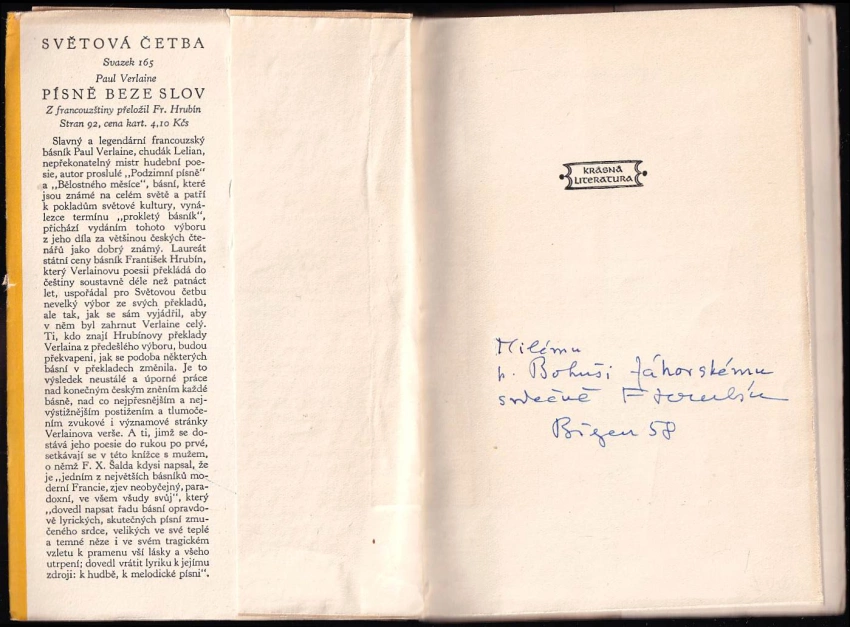 SVĚTOVÁ ČETBA
Svazek 165
Paul Verlaine
PÍSNĚ BEZE SLOV
Z francouzštiny přeložil Fr. Hrubín
Stran 92, cena kart. 4,10 Kčs
Slavný a legendární francouzský
básník Paul Verlaine, chudák Lelian,
nepřekonatelný mistr hudební poe-
sie, autor proslulé „Podzimní písně"
a „Bělostného měsíce", básní, které
jsou známé na celém světě a patří
k pokladům světové kultury, vyná-
lezce termínu „prokletý básník",
přichází vydáním tohoto výboru
z jeho díla za většinou českých čte-
nářů jako dobrý známý. Laureát
státní ceny básník František Hrubín,
který Verlainovu poesii překládá do
češtiny soustavně déle než patnáct
let, uspořádal pro Světovou četbu
nevelký výbor ze svých překladů,
ale tak, jak se sám vyjádřil, aby
v něm byl zahrnut Verlaine celý.
Ti, kdo znají Hrubínovy překlady
Verlaina z předešlého výboru, budou
překvapeni, jak se podoba některých
básní v překladech změnila. Je to
výsledek neustálé a úporné práce
nad konečným českým zněním každé
básně, nad co nejpřesnějším a nej-
výstižnějším postižením a tlumoče-
ním zvukové i významové stránky
Verlainova verše. A ti, jimž se do-
stává jeho poesie do rukou po prvé,
setkávají se v této knížce s mužem,
o němž F. X. Šalda kdysi napsal, že
je „jedním z největších básníků mo-
derní Francie, zjev neobyčejný, para-
doxní, ve všem všudy svůj", který
„dovedl napsat řadu básní opravdo-
vě lyrických, skutečných písní zmu-
čeného srdce, velikých ve své teplé
a temné něze i ve svém tragickém
vzletu k pramenu vší lásky a všeho
utrpení; dovedl vrátit lyriku k jejímu
zdroji: k hudbě, k melodické písni".
KRÁSNÁ
LITERATURA
Milému
p. Bohuši Záhorskému
srdečně F Hrubín
Březen 58